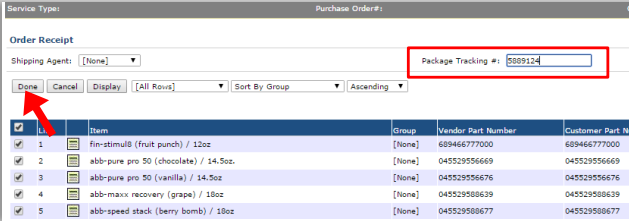 Service Type: Purchase Order#:
Order Receipt
Shipping Agent: [None] Package Tracking #: 5889124
Done Cancel Display [All Rows] Sort By Group Ascending
Item Group Vendor Part Number Customer Part
1 fin-stimul8 (fruit punch) / 12oz [None] 689466777000 689466777000
2 abb-pure pro 50 (chocolate) / 14.5oz. [None] 045529556669 045529556669
3 abb-pure pro 50 (vanilla) / 14.5oz [None] 045529556676 045529556676
4 abb-maxx recovery (grape) / 18oz [None] 045529588639 045529588639
5 abb-speed stack (berry bomb) / 18oz [None] 045529588677 045529588677